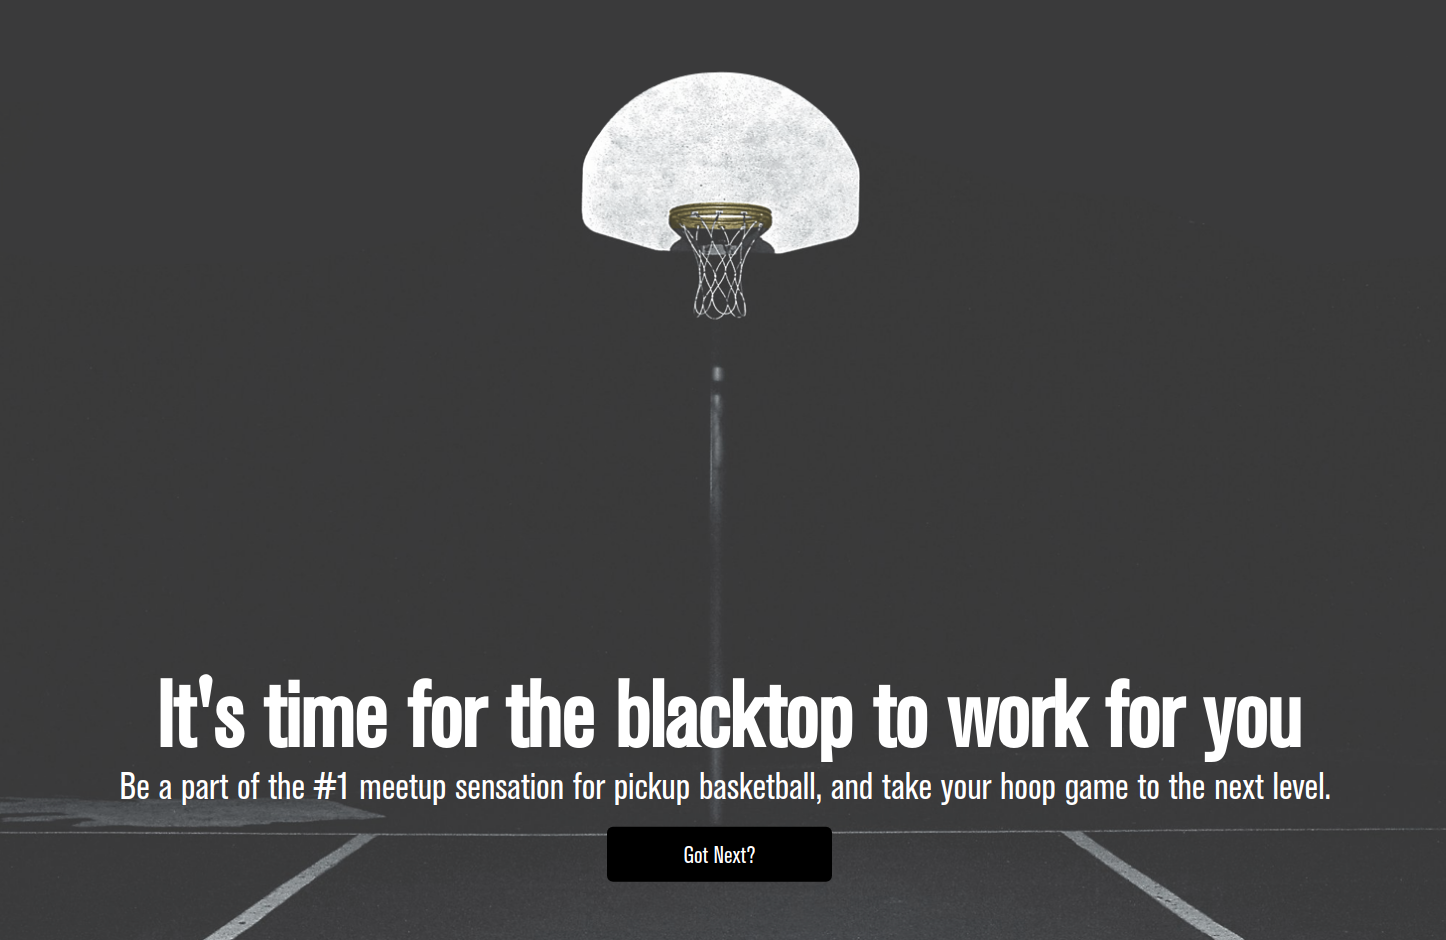 It's time for the blacktop to work for you
Be a part of the #1 meetup sensation for pickup basketball, and take your hoop game to the next level.
Got Next?